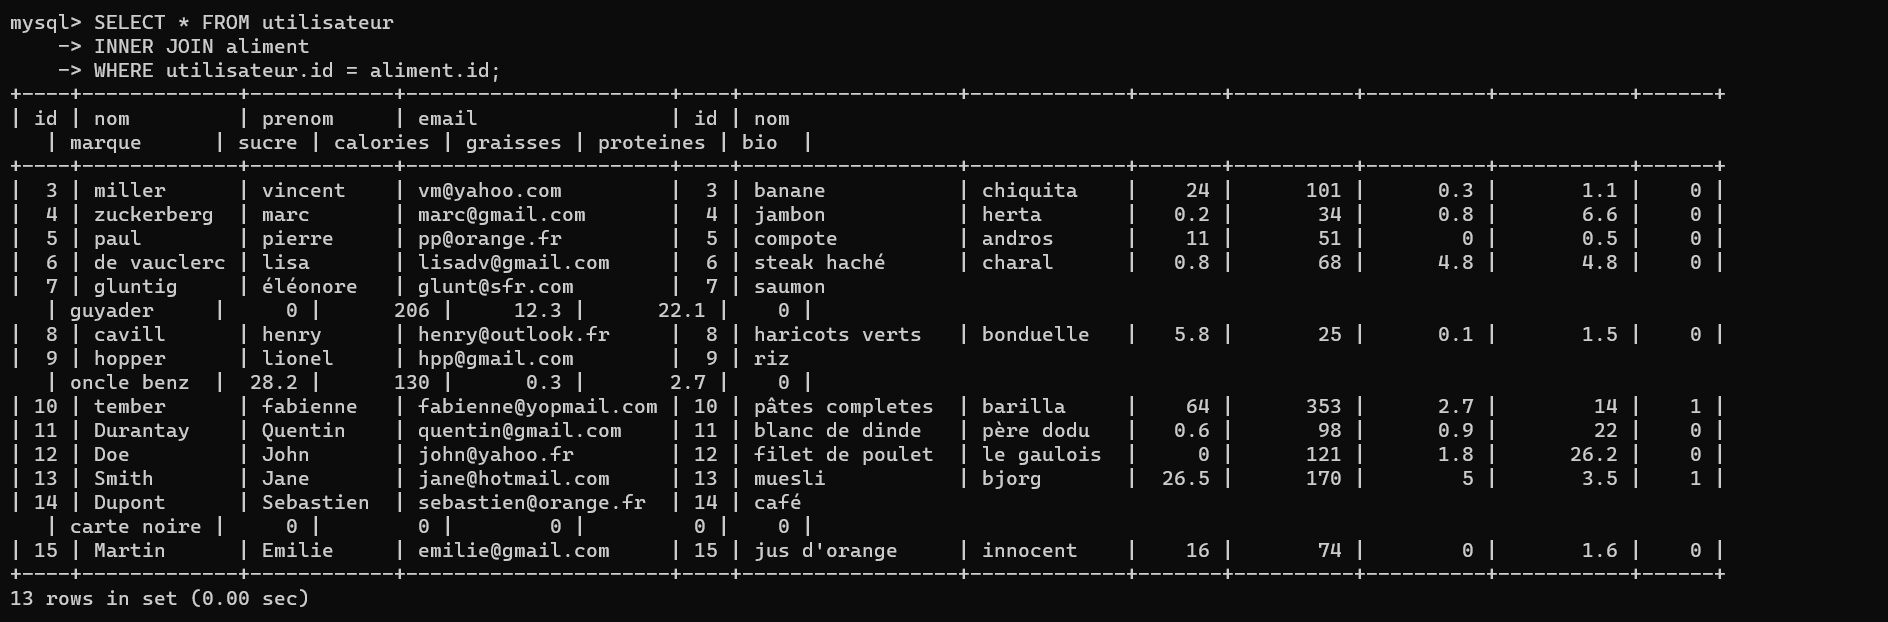 mysql> SELECT * FROM utilisateur
    -> INNER JOIN aliment
    -> WHERE utilisateur.id = aliment.id;
+----+-------------+------------+----------------------+----+------------------+-------------+-------+----------+----------+-----------+------+
| id | nom         | prenom     | email                | id | nom
   | marque      | sucre | calories | graisses | proteines | bio  |
+----+-------------+------------+----------------------+----+------------------+-------------+-------+----------+----------+-----------+------+
|  3 | miller      | vincent    | vm@yahoo.com         |  3 | banane           | chiquita    |    24 |      101 |      0.3 |       1.1 |    0 |
|  4 | zuckerberg  | marc       | marc@gmail.com       |  4 | jambon           | herta       |   0.2 |       34 |      0.8 |       6.6 |    0 |
|  5 | paul        | pierre     | pp@orange.fr         |  5 | compote          | andros      |    11 |       51 |        0 |       0.5 |    0 |
|  6 | de vauclerc | lisa       | lisadv@gmail.com     |  6 | steak haché      | charal      |   0.8 |       68 |      4.8 |       4.8 |    0 |
|  7 | gluntig     | éléonore   | glunt@sfr.com        |  7 | saumon
   | guyader     |     0 |      206 |     12.3 |      22.1 |    0 |
|  8 | cavill      | henry      | henry@outlook.fr     |  8 | haricots verts   | bonduelle   |   5.8 |       25 |      0.1 |       1.5 |    0 |
|  9 | hopper      | lionel     | hpp@gmail.com        |  9 | riz
   | oncle benz  |  28.2 |      130 |      0.3 |       2.7 |    0 |
| 10 | tember      | fabienne   | fabienne@yopmail.com | 10 | pâtes completes  | barilla     |    64 |      353 |      2.7 |        14 |    1 |
| 11 | Durantay    | Quentin    | quentin@gmail.com    | 11 | blanc de dinde   | père dodu   |   0.6 |       98 |      0.9 |        22 |    0 |
| 12 | Doe         | John       | john@yahoo.fr        | 12 | filet de poulet  | le gaulois  |     0 |      121 |      1.8 |      26.2 |    0 |
| 13 | Smith       | Jane       | jane@hotmail.com     | 13 | muesli           | bjorg       |  26.5 |      170 |        5 |       3.5 |    1 |
| 14 | Dupont      | Sebastien  | sebastien@orange.fr  | 14 | café
   | carte noire |     0 |        0 |        0 |         0 |    0 |
| 15 | Martin      | Emilie     | emilie@gmail.com     | 15 | jus d'orange     | innocent    |    16 |       74 |        0 |       1.6 |    0 |
+----+-------------+------------+----------------------+----+------------------+-------------+-------+----------+----------+-----------+------+
13 rows in set (0.00 sec)